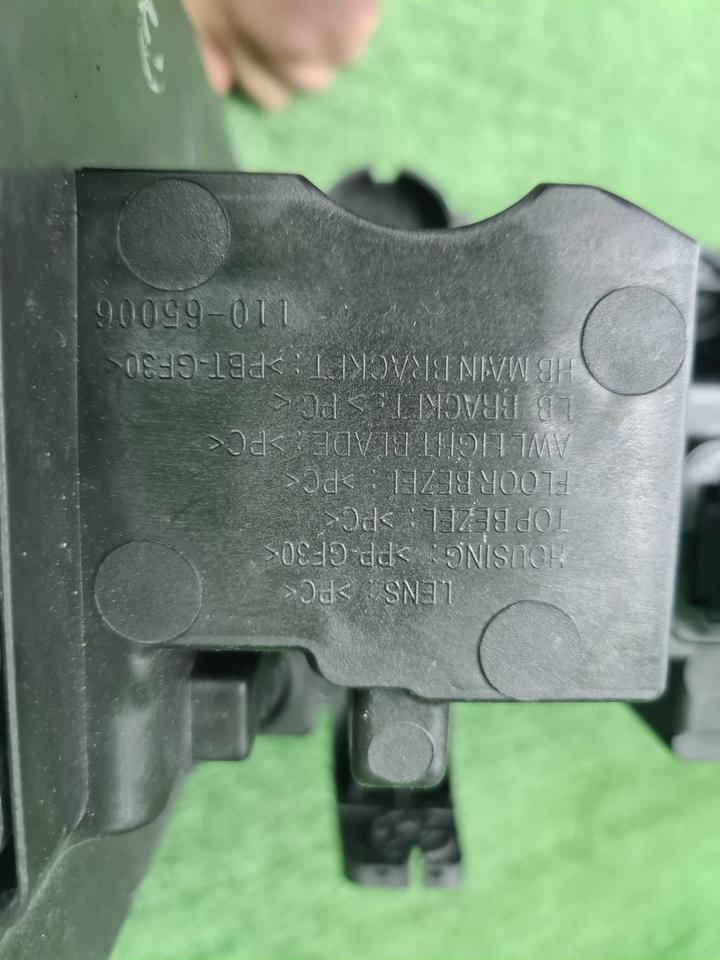 LENS : >PC<
HOUSING : >PP-GF30<
TOP BEZEL : >PC<
FLOOR BEZEL : >PC<
AWL LIGHT BLADE : >PC<
LB BRACKET : >PC<
HB MAIN BRACKET : >PBT-GF30<
110-65006